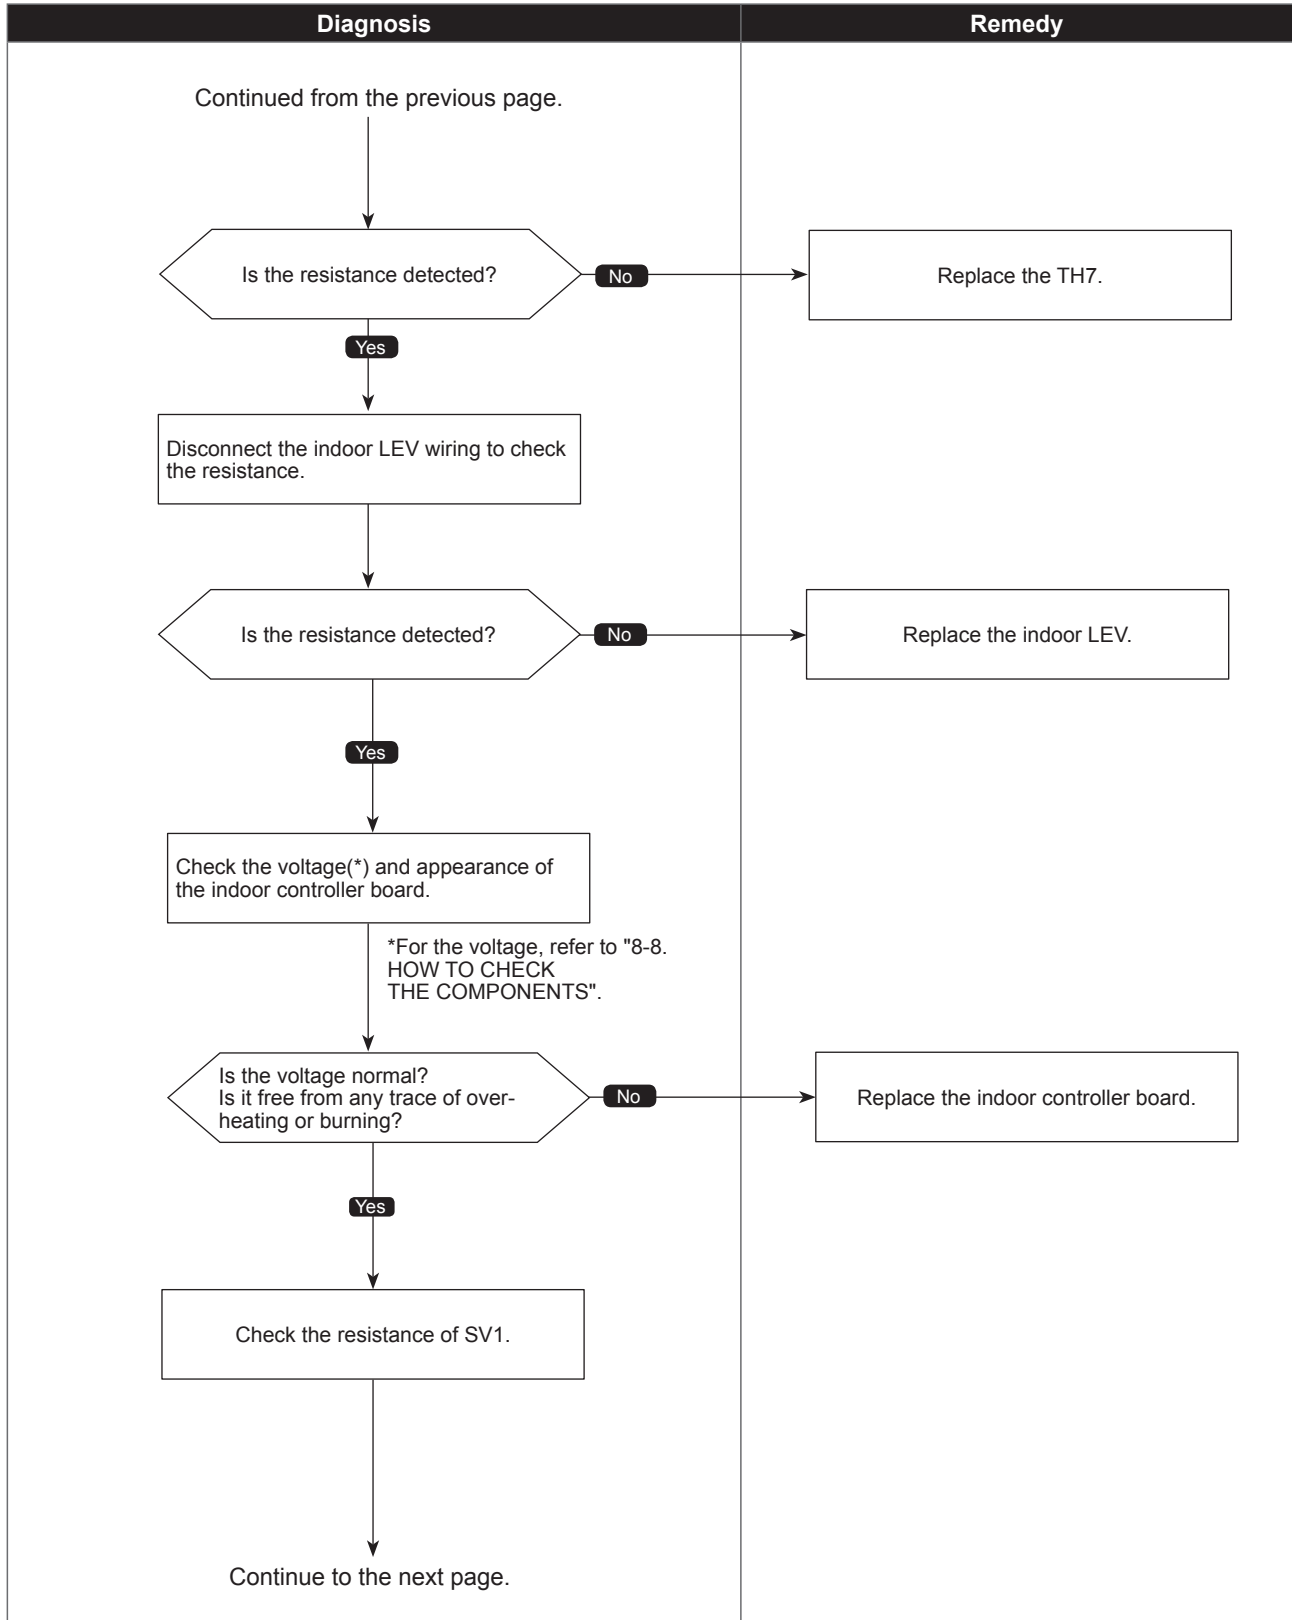 Diagnosis
Remedy
Continued from the previous page.
Is the resistance detected?
No
Replace the TH7.
Yes
Disconnect the indoor LEV wiring to check
the resistance.
Is the resistance detected?
No
Replace the indoor LEV.
Yes
Check the voltage(*) and appearance of
the indoor controller board.
*For the voltage, refer to "8-8.
HOW TO CHECK
THE COMPONENTS".
Is the voltage normal?
Is it free from any trace of over-
heating or burning?
No
Replace the indoor controller board.
Yes
Check the resistance of SV1.
Continue to the next page.